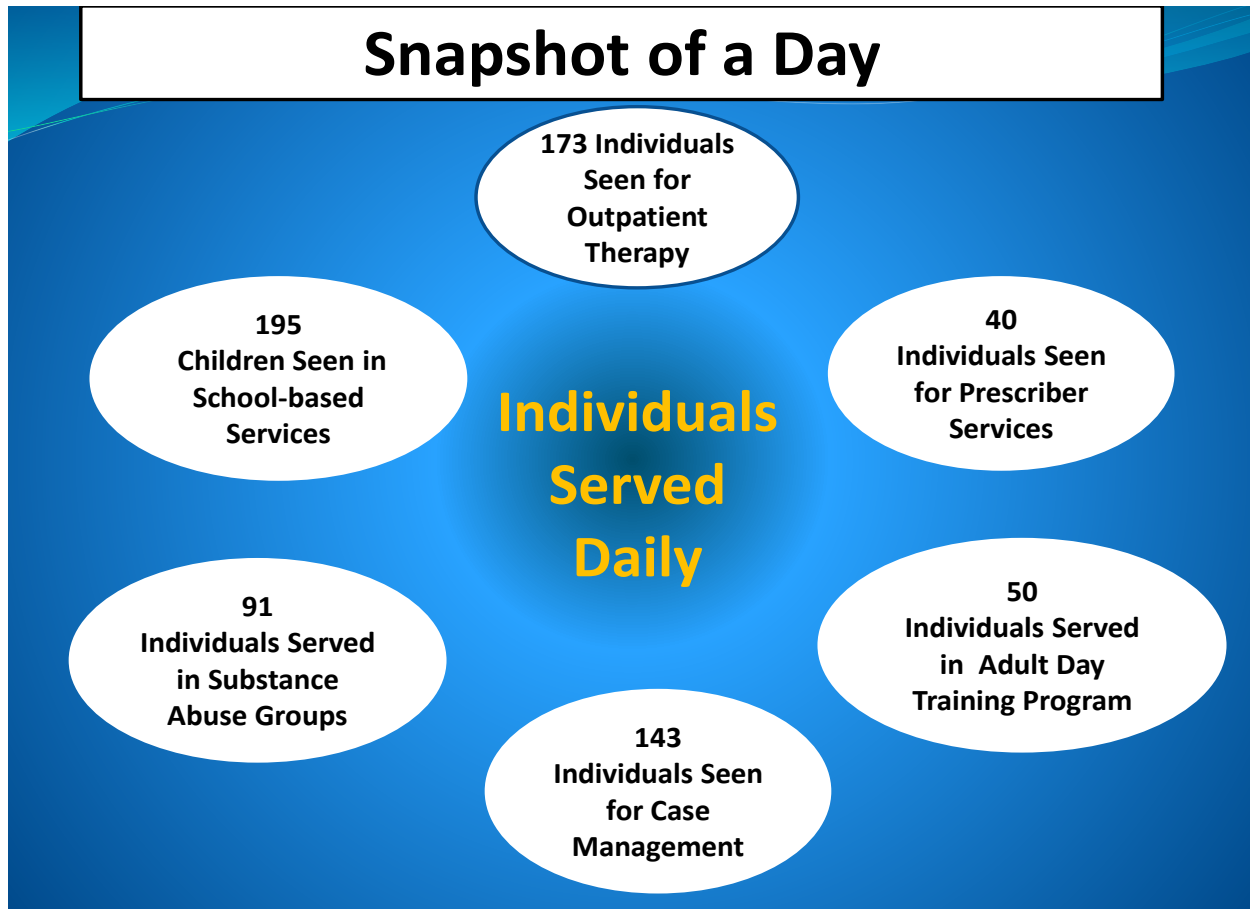 Snapshot of a Day
173 Individuals
Seen for
Outpatient
Therapy
195
Children Seen in
School-based
Services
40
Individuals Seen
for Prescriber
Services
Individuals
Served
Daily
91
Individuals Served
in Substance
Abuse Groups
50
Individuals Served
in  Adult Day
Training Program
143
Individuals Seen
for Case
Management